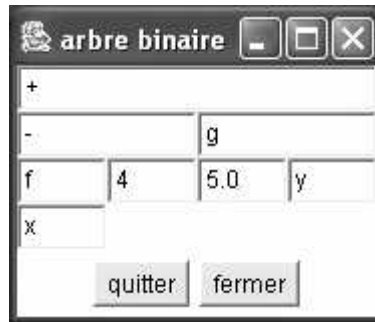 arbre binaire
+
- g
f 4 5.0 y
x
quitter fermer